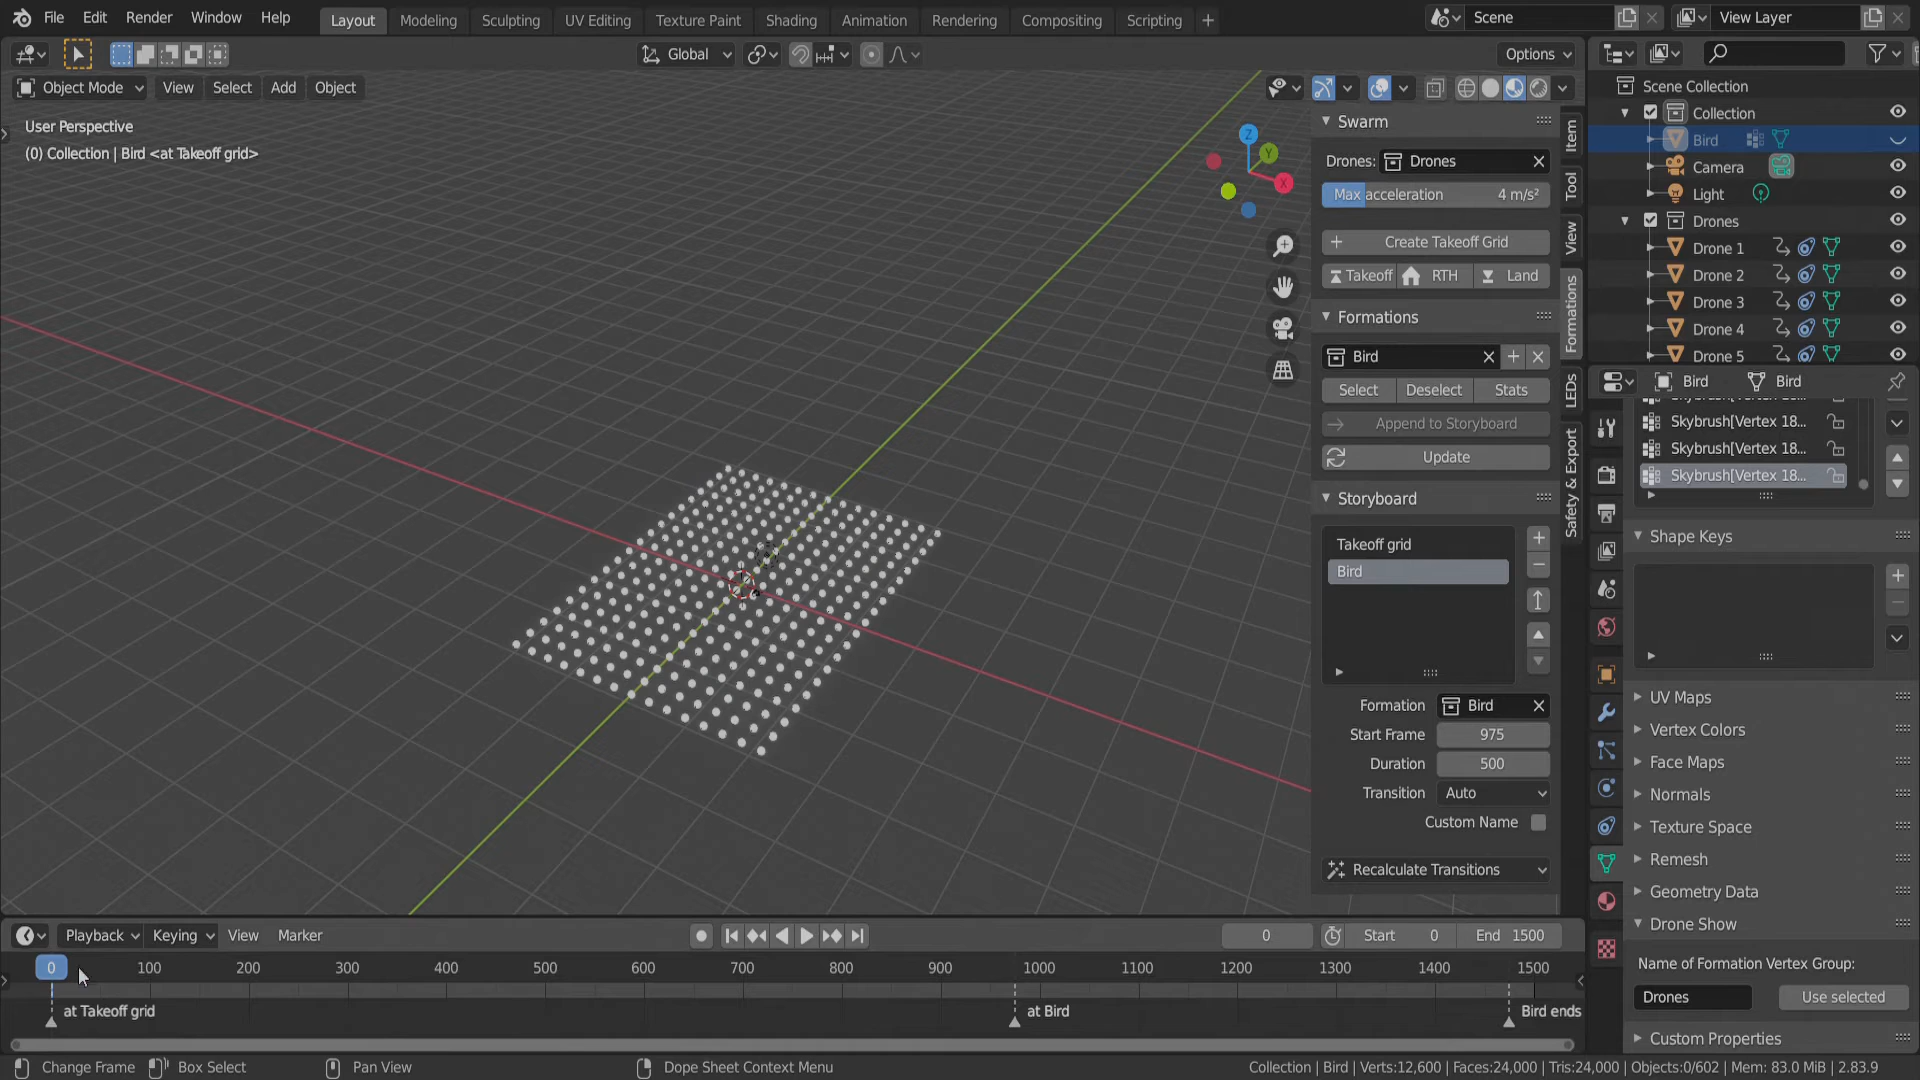 File Edit Render Window Help Layout Modeling Sculpting UV Editing Texture Paint Shading Animation Rendering Compositing Scripting Scene View Layer
Global Options
Object Mode View Select Add Object
User Perspective
(0) Collection | Bird <at Takeoff grid>
Z
Y
X
Swarm
Drones: Drones
Max acceleration 4 m/s²
Create Takeoff Grid
Takeoff RTH Land
Formations
Bird
Select Deselect Stats
Append to Storyboard
Update
Storyboard
Takeoff grid
Bird
Formation Bird
Start Frame 975
Duration 500
Transition Auto
Custom Name
Recalculate Transitions
Item
Tool
View
Formations
LEDs
Safety & Export
Scene Collection
Collection
Bird
Camera
Light
Drones
Drone 1
Drone 2
Drone 3
Drone 4
Drone 5
Bird Bird
Skybrush[Vertex 18...
Skybrush[Vertex 18...
Skybrush[Vertex 18...
Shape Keys
UV Maps
Vertex Colors
Face Maps
Normals
Texture Space
Remesh
Geometry Data
Drone Show
Name of Formation Vertex Group:
Drones Use selected
Custom Properties
Playback Keying View Marker 0 Start 0 End 1500
0 100 200 300 400 500 600 700 800 900 1000 1100 1200 1300 1400 1500
at Takeoff grid at Bird Bird ends
Change Frame Box Select Pan View Dope Sheet Context Menu Collection | Bird | Verts:12,600 | Faces:24,000 | Tris:24,000 | Objects:0/602 | Mem: 83.0 MiB | 2.83.9